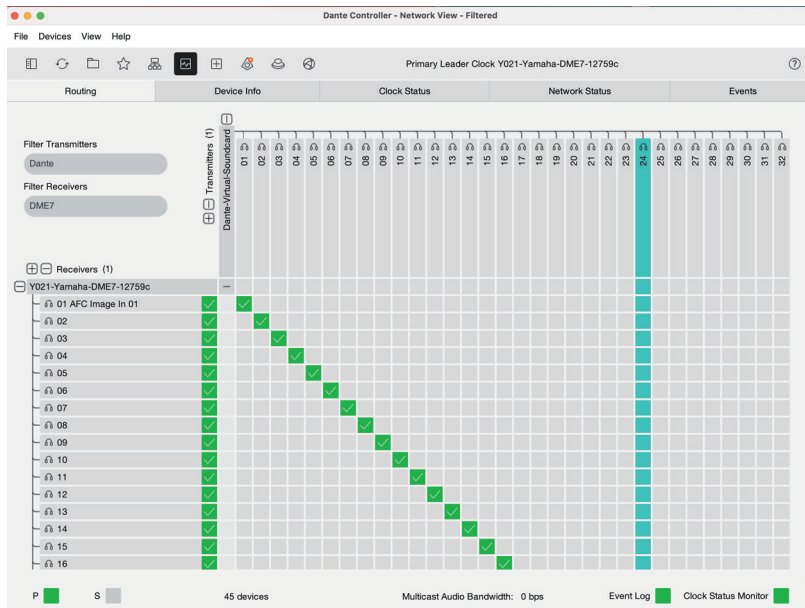 Dante Controller - Network View - Filtered
File Devices View Help
Primary Leader Clock Y021-Yamaha-DME7-12759c
Routing Device Info Clock Status Network Status Events
Filter Transmitters
Dante
Filter Receivers
DME7
Transmitters (1)
Dante-Virtual-Soundcard
01 02 03 04 05 06 07 08 09 10 11 12 13 14 15 16 17 18 19 20 21 22 23 24 25 26 27 28 29 30 31 32
Receivers (1)
Y021-Yamaha-DME7-12759c
01 AFC Image In 01
02
03
04
05
06
07
08
09
10
11
12
13
14
15
16
P S 45 devices Multicast Audio Bandwidth: 0 bps Event Log Clock Status Monitor